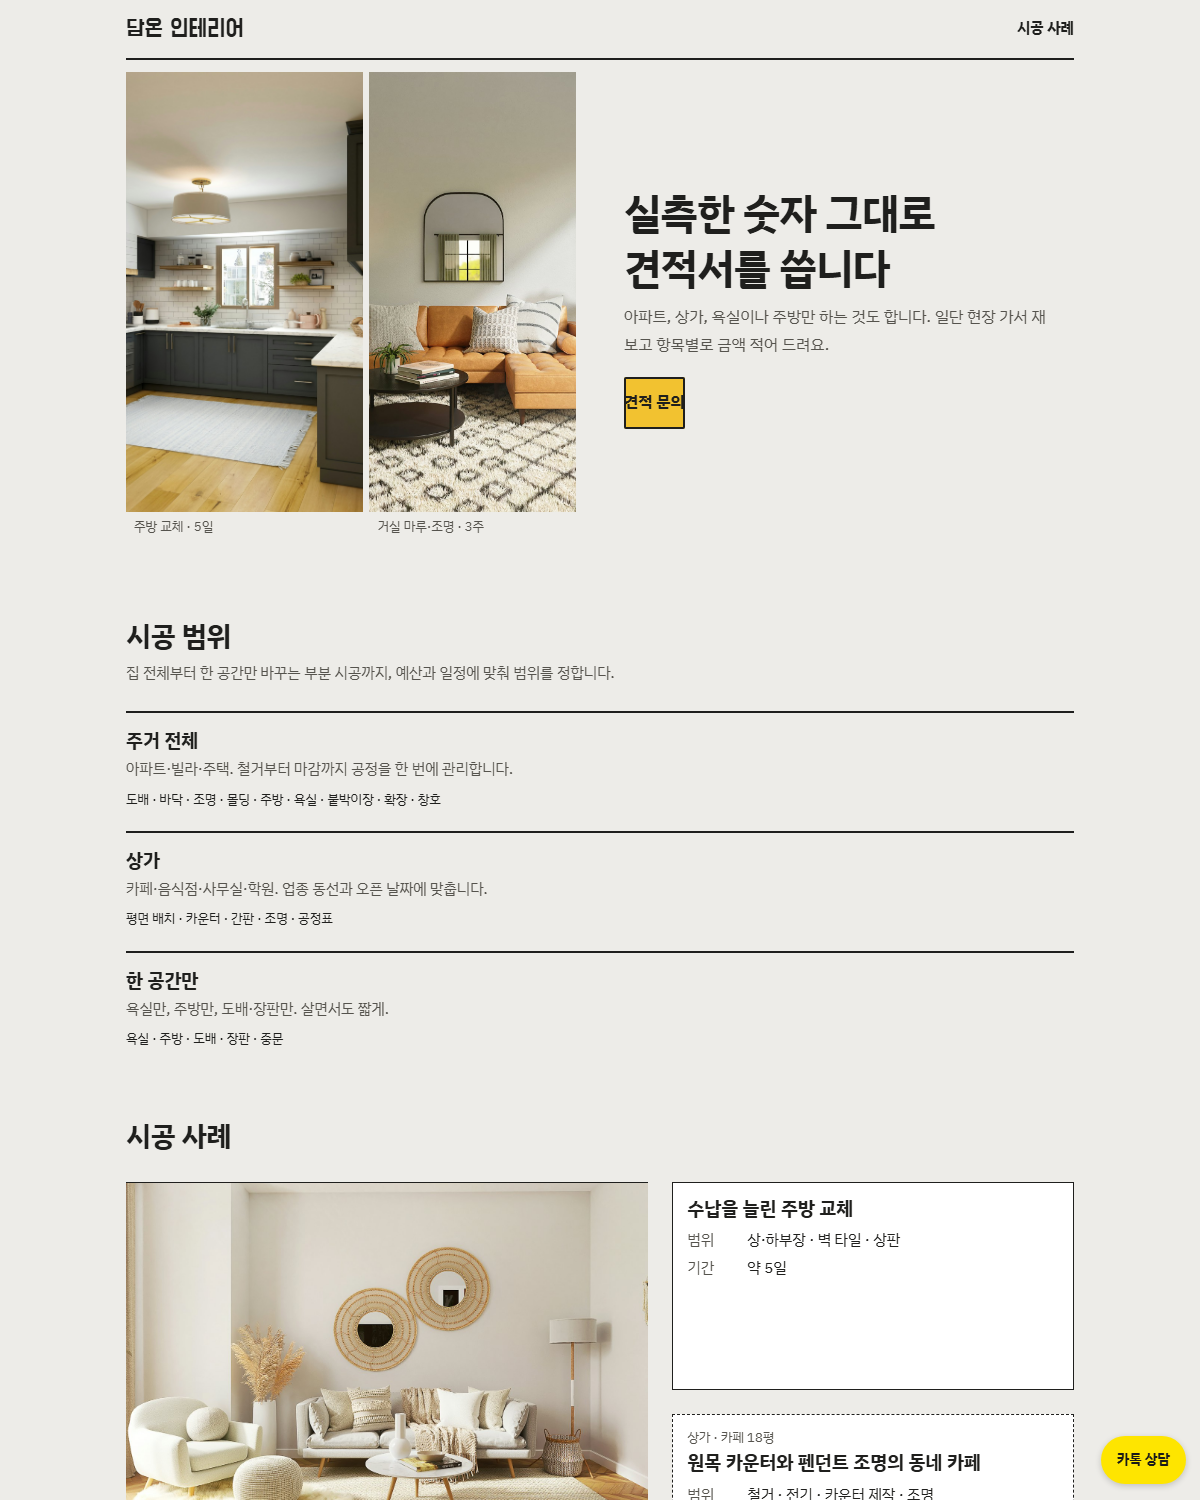 담온 인테리어
시공 사례
실측한 숫자 그대로
견적서를 씁니다
아파트, 상가, 욕실이나 주방만 하는 것도 합니다. 일단 현장 가서 재
보고 항목별로 금액 적어 드려요.
견적 문의
주방 교체 · 5일
거실 마루·조명 · 3주
시공 범위
집 전체부터 한 공간만 바꾸는 부분 시공까지, 예산과 일정에 맞춰 범위를 정합니다.
주거 전체
아파트·빌라·주택. 철거부터 마감까지 공정을 한 번에 관리합니다.
도배 · 바닥 · 조명 · 몰딩 · 주방 · 욕실 · 붙박이장 · 확장 · 창호
상가
카페·음식점·사무실·학원. 업종 동선과 오픈 날짜에 맞춥니다.
평면 배치 · 카운터 · 간판 · 조명 · 공정표
한 공간만
욕실만, 주방만, 도배·장판만. 살면서도 짧게.
욕실 · 주방 · 도배 · 장판 · 중문
시공 사례
수납을 늘린 주방 교체
범위 상·하부장 · 벽 타일 · 상판
기간 약 5일
상가 · 카페 18평
원목 카운터와 펜던트 조명의 동네 카페
범위 철거 · 전기 · 카운터 제작 · 조명
카톡 상담